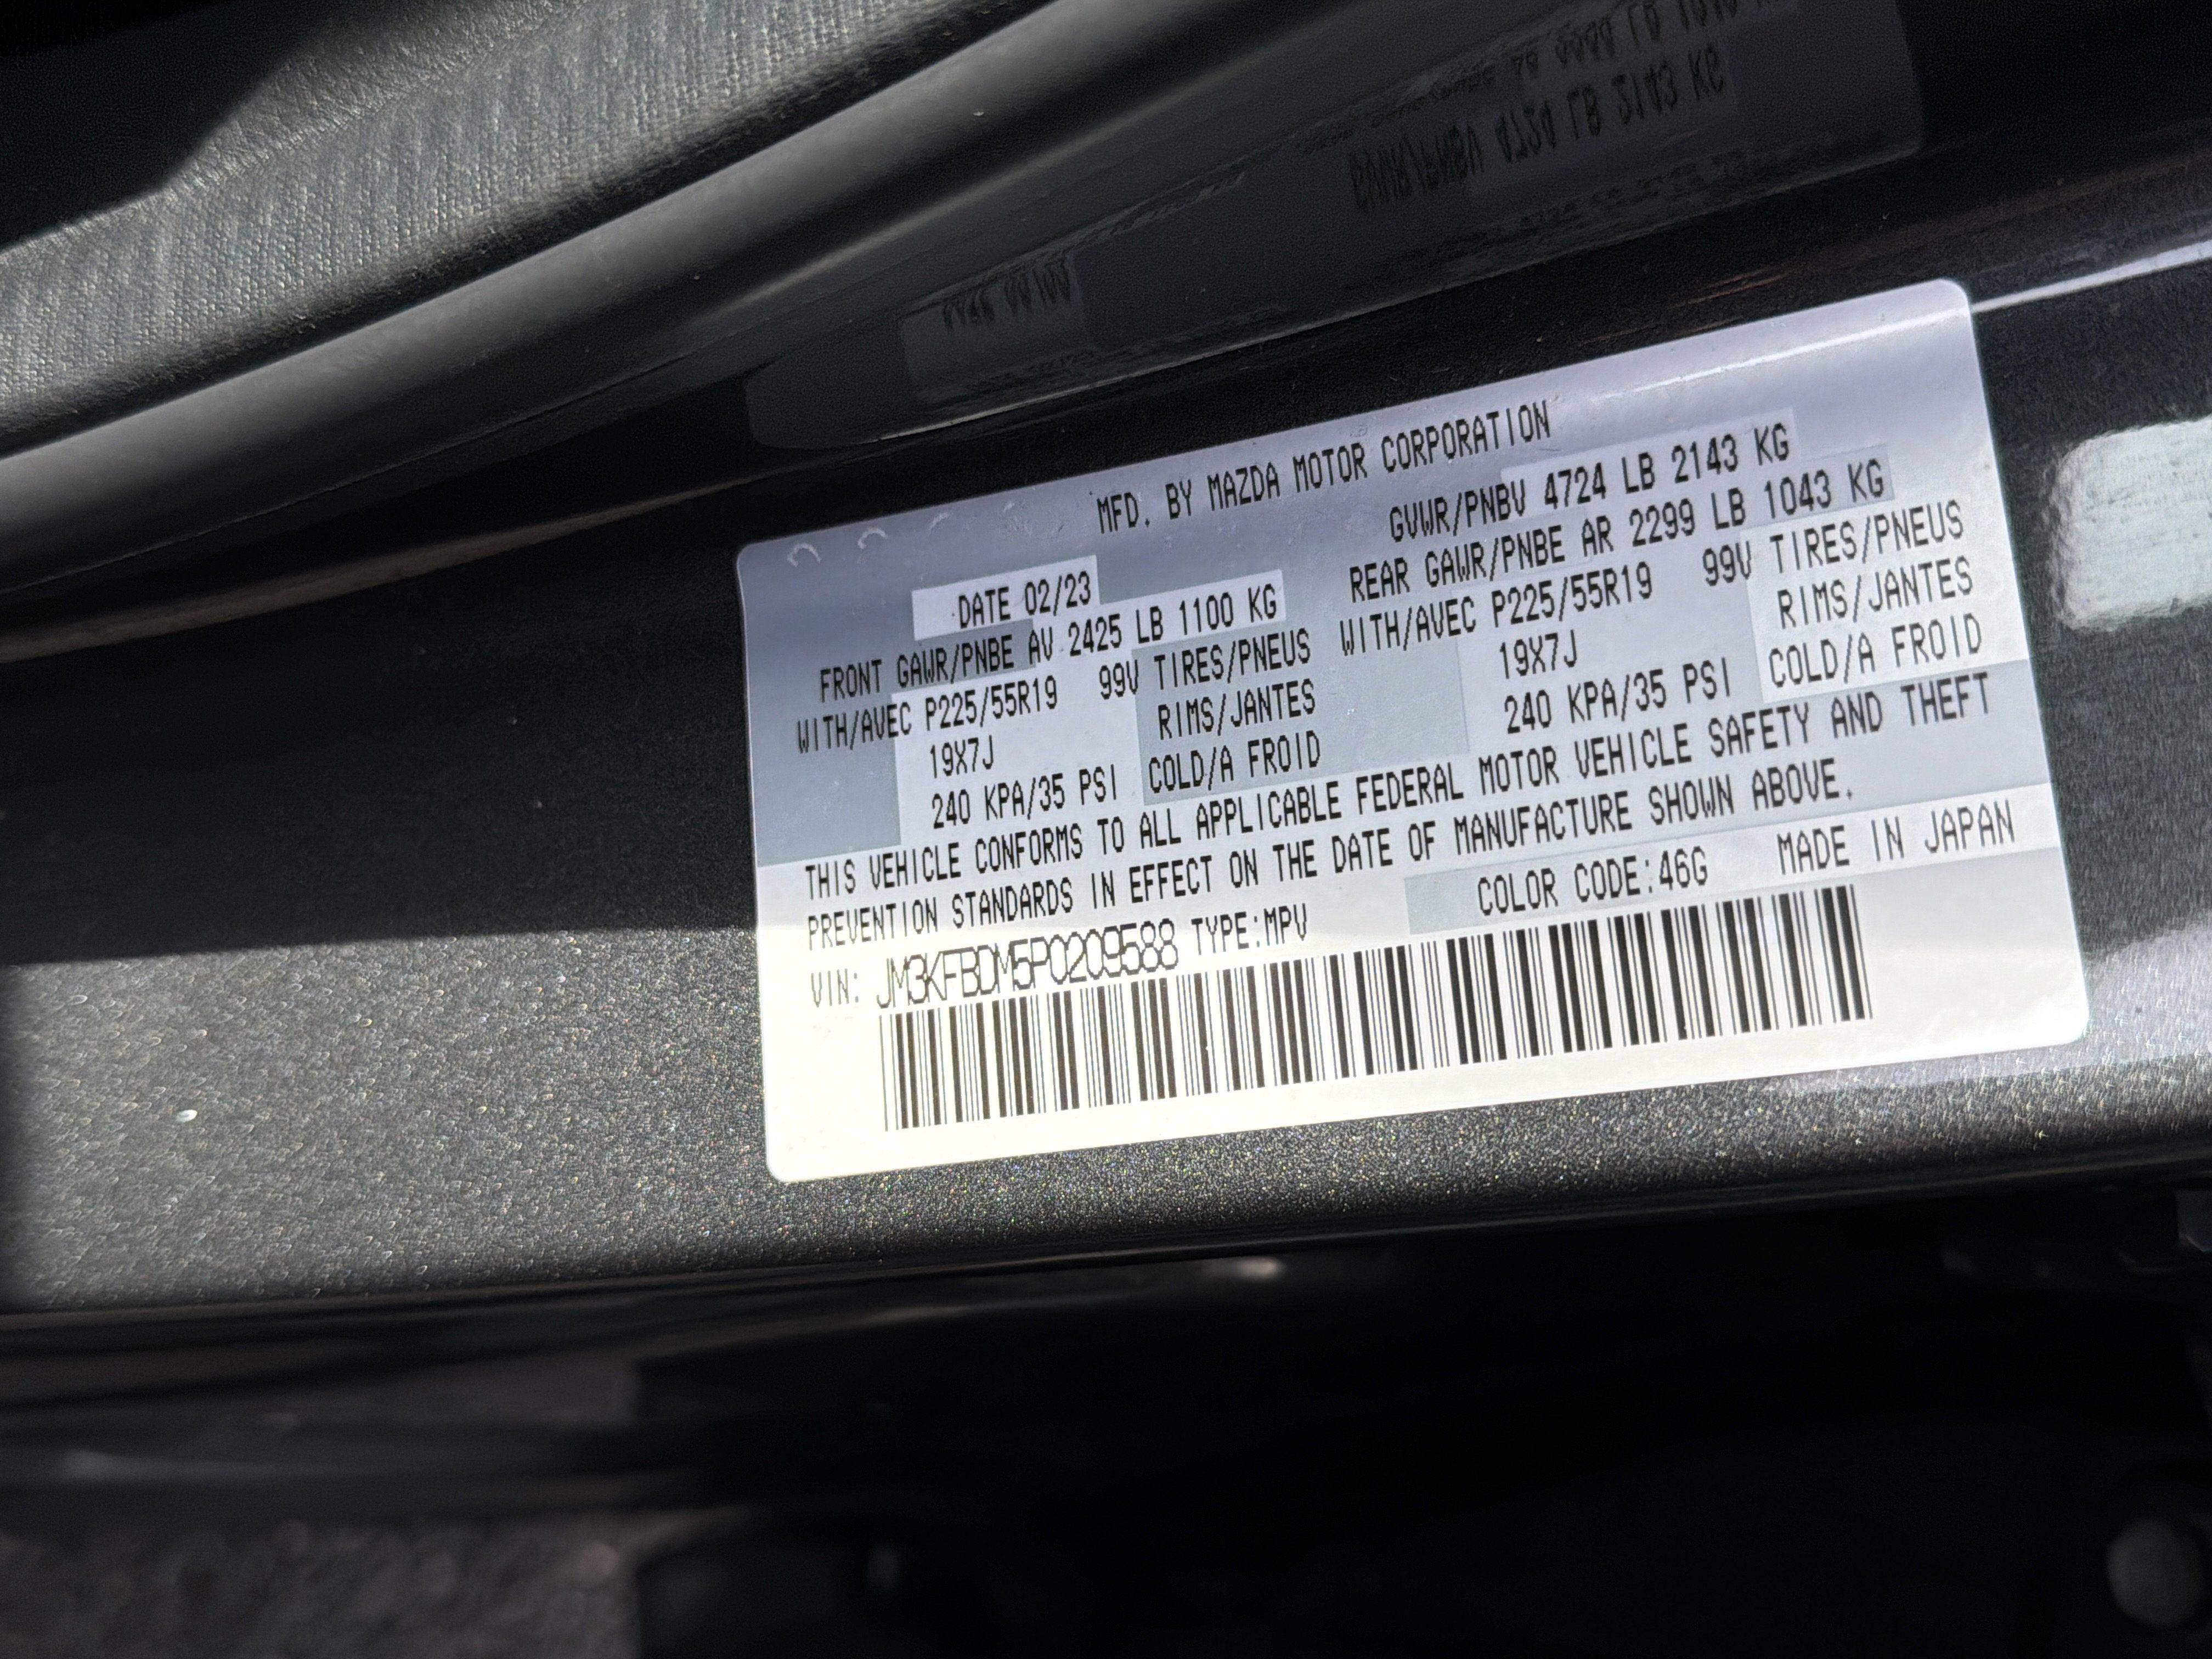 MFD. BY MAZDA MOTOR CORPORATION
DATE 02/23 GVWR/PNBV 4724 LB 2143 KG
FRONT GAWR/PNBE AV 2425 LB 1100 KG REAR GAWR/PNBE AR 2299 LB 1043 KG
WITH/AVEC P225/55R19 99V TIRES/PNEUS WITH/AVEC P225/55R19 99V TIRES/PNEUS
19X7J RIMS/JANTES 19X7J RIMS/JANTES
240 KPA/35 PSI COLD/A FROID 240 KPA/35 PSI COLD/A FROID
THIS VEHICLE CONFORMS TO ALL APPLICABLE FEDERAL MOTOR VEHICLE SAFETY AND THEFT
PREVENTION STANDARDS IN EFFECT ON THE DATE OF MANUFACTURE SHOWN ABOVE.
VIN: JM3KFBDM5P0209588 TYPE:MPV COLOR CODE:46G MADE IN JAPAN